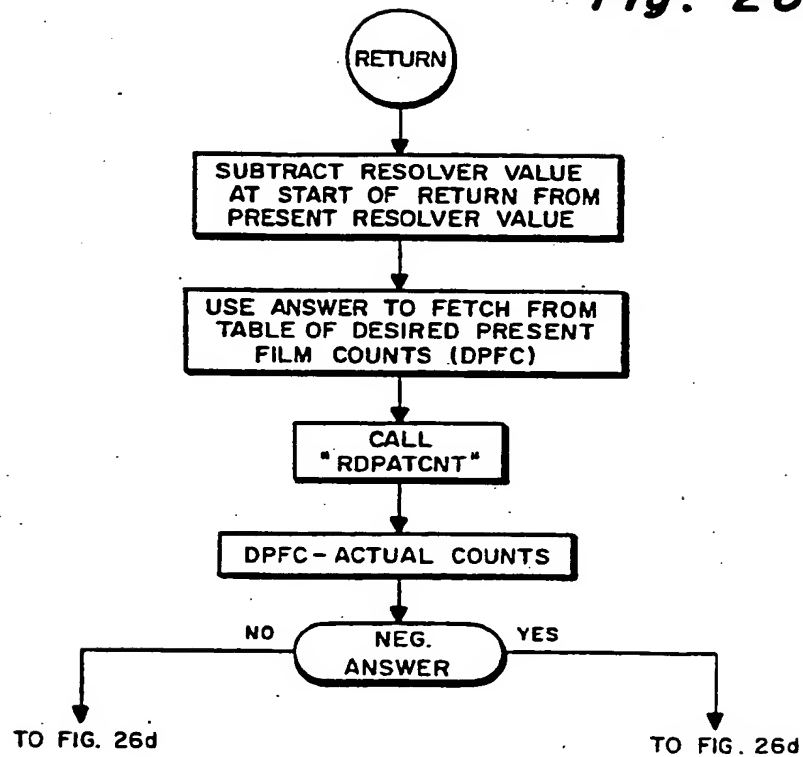 Fig. 26
RETURN
SUBTRACT RESOLVER VALUE
AT START OF RETURN FROM
PRESENT RESOLVER VALUE
USE ANSWER TO FETCH FROM
TABLE OF DESIRED PRESENT
FILM COUNTS (DPFC)
CALL
"RDPATCNT"
DPFC-ACTUAL COUNTS
NO
NEG.
ANSWER
YES
TO FIG. 26d
TO FIG. 26d